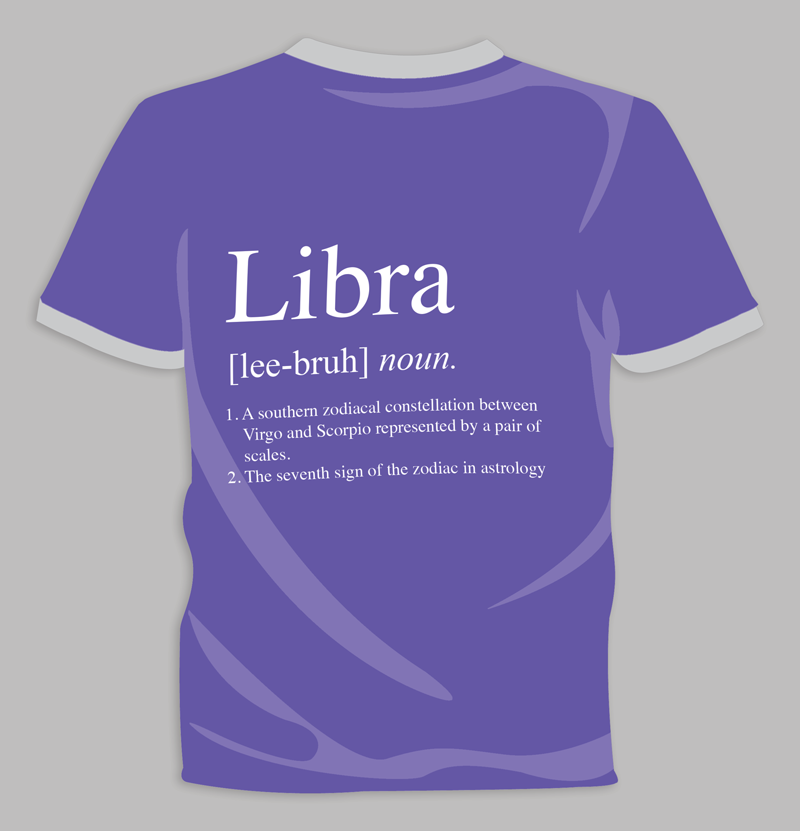 Libra
[lee-bruh] noun.
1. A southern zodiacal constellation between
Virgo and Scorpio represented by a pair of
scales.
2. The seventh sign of the zodiac in astrology